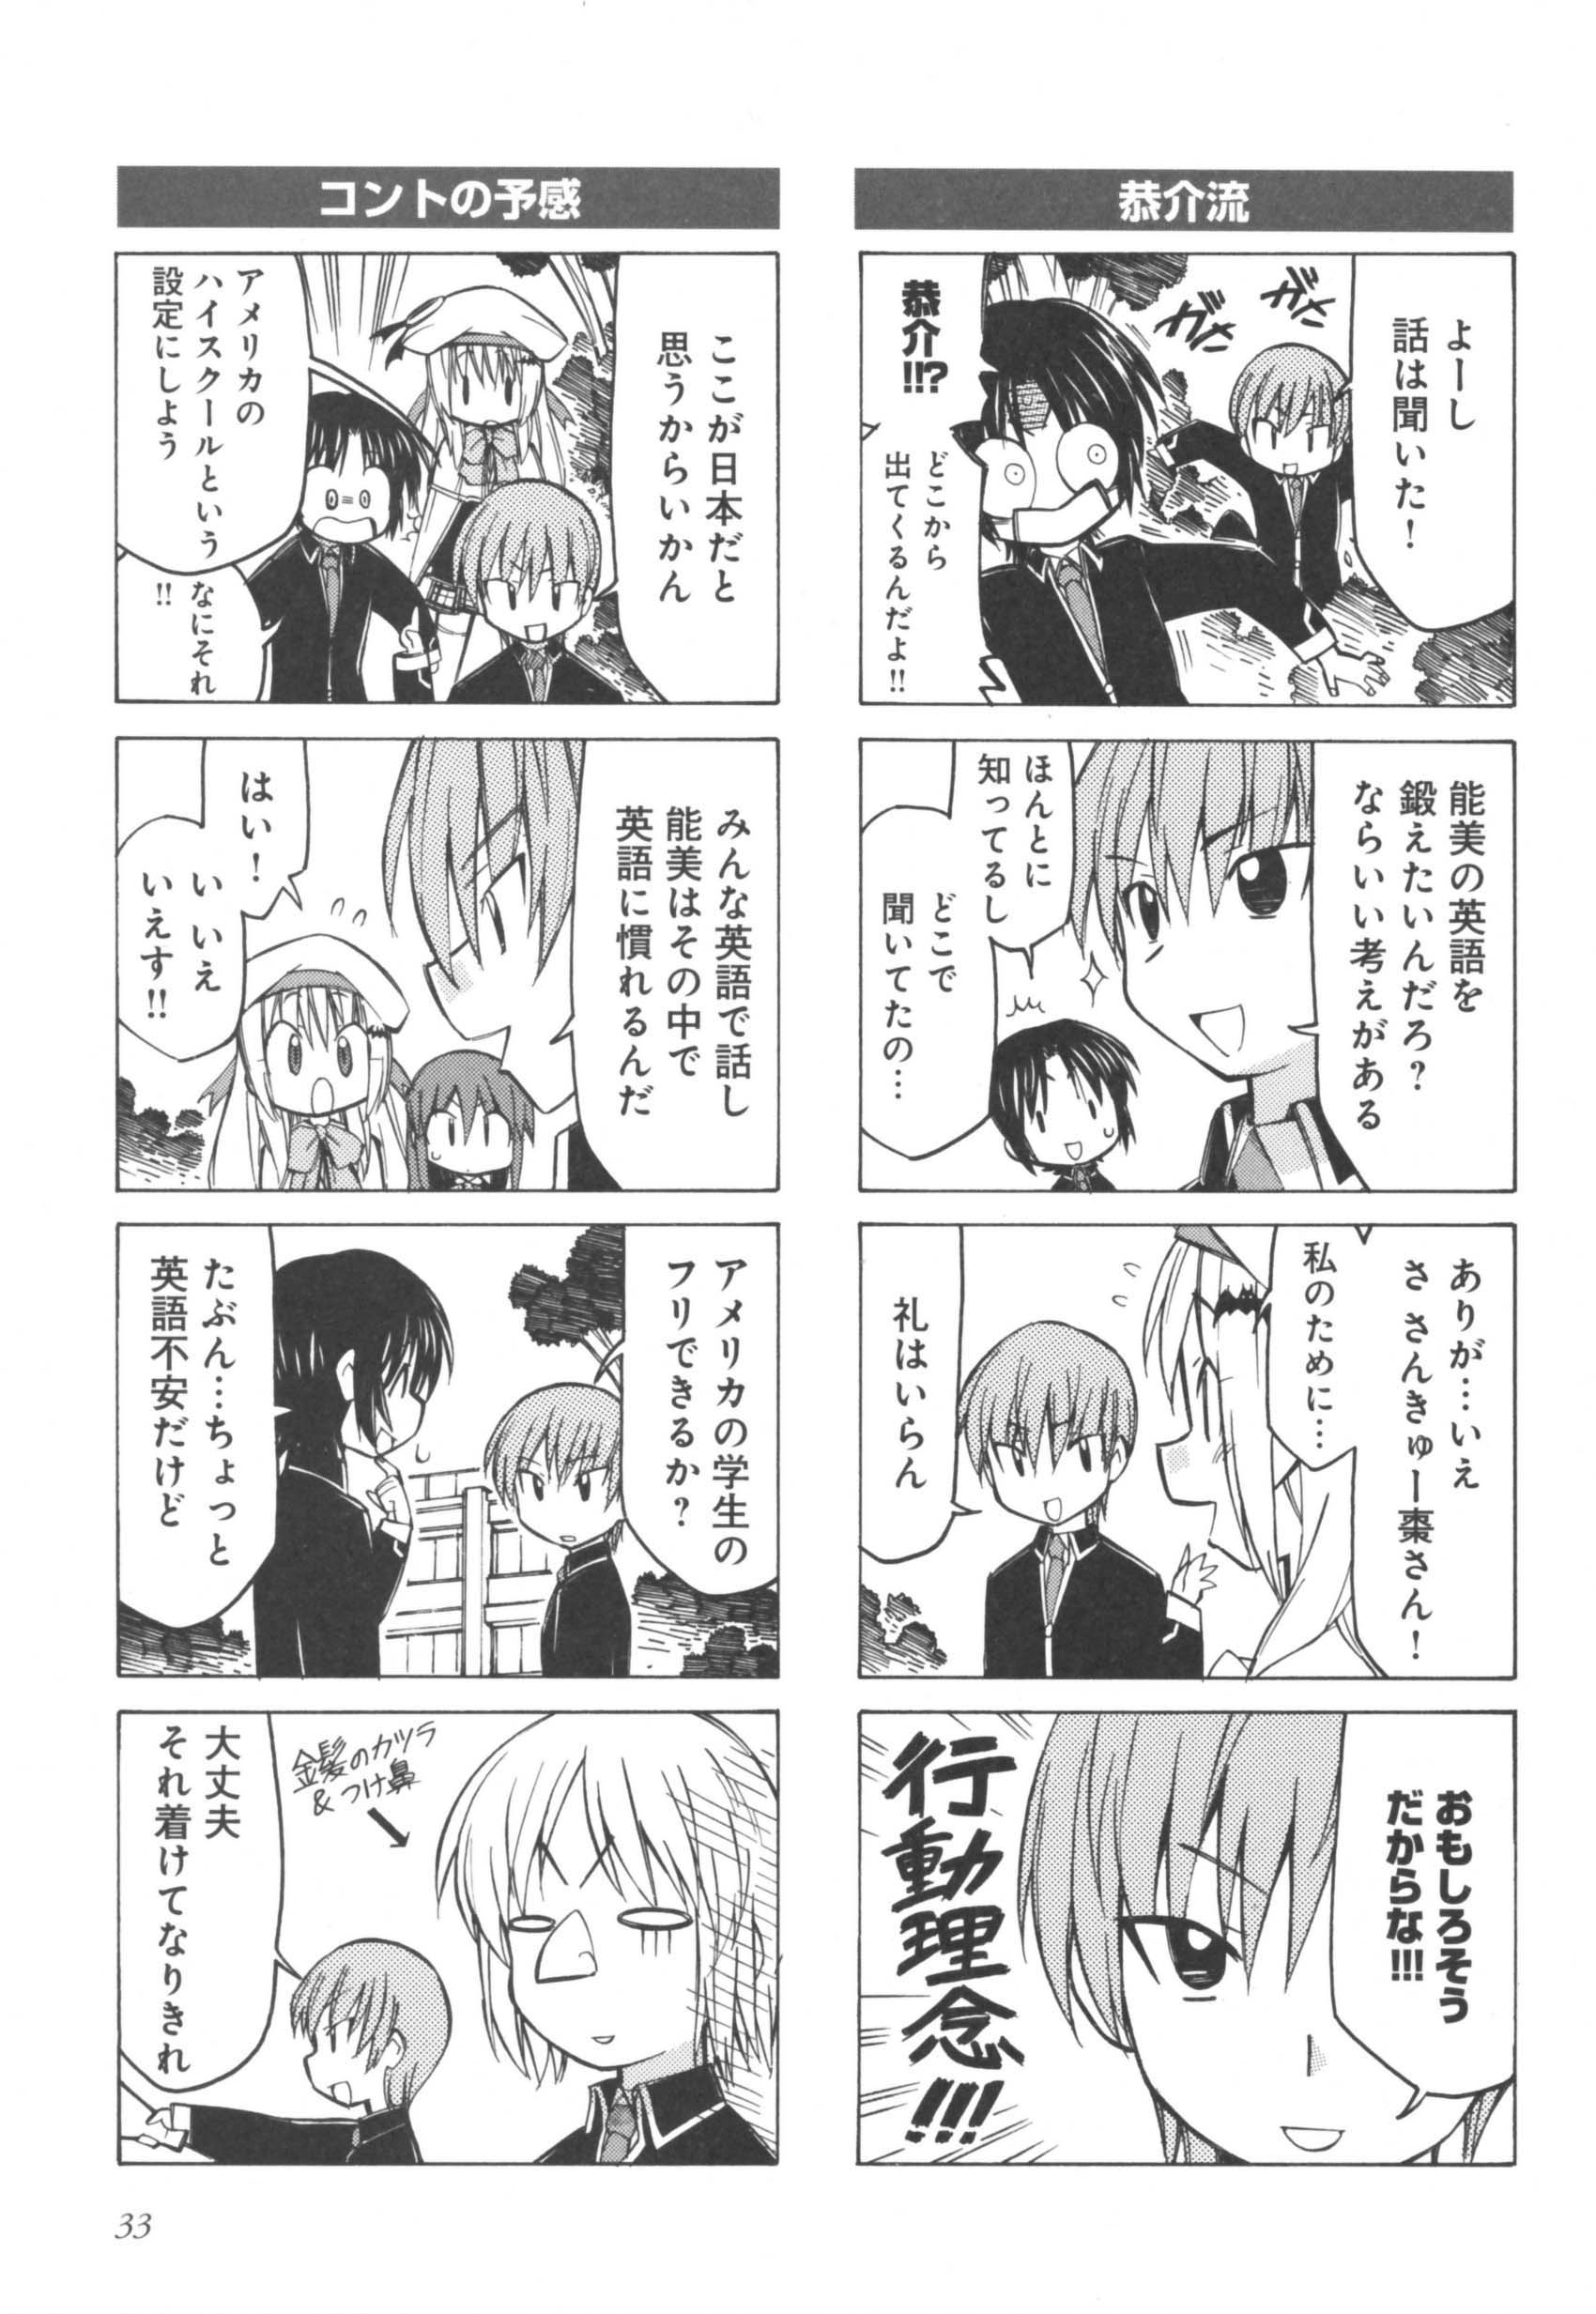 恭介流
よーし
話は聞いた！
ガサ
ガサ
恭介!!?
どこから
出てくるんだよ!!
能美の英語を
鍛えたいんだろ？
ならいい考えがある
ほんとに
知ってるし
どこで
聞いてたの…
ありが…いえ
さ さんきゅー棗さん！
私のために…
礼はいらん
おもしろそう
だからな!!!
行動理念!!!
コントの予感
ここが日本だと
思うからいかん
アメリカの
ハイスクールという
設定にしよう
なにそれ
!!
みんな英語で話し
能美はその中で
英語に慣れるんだ
はい！
い いえ
いえす!!
アメリカの学生の
フリできるか？
たぶん…ちょっと
英語不安だけど
金髪のカツラ
＆つけ鼻
大丈夫
それ着けてなりきれ
33